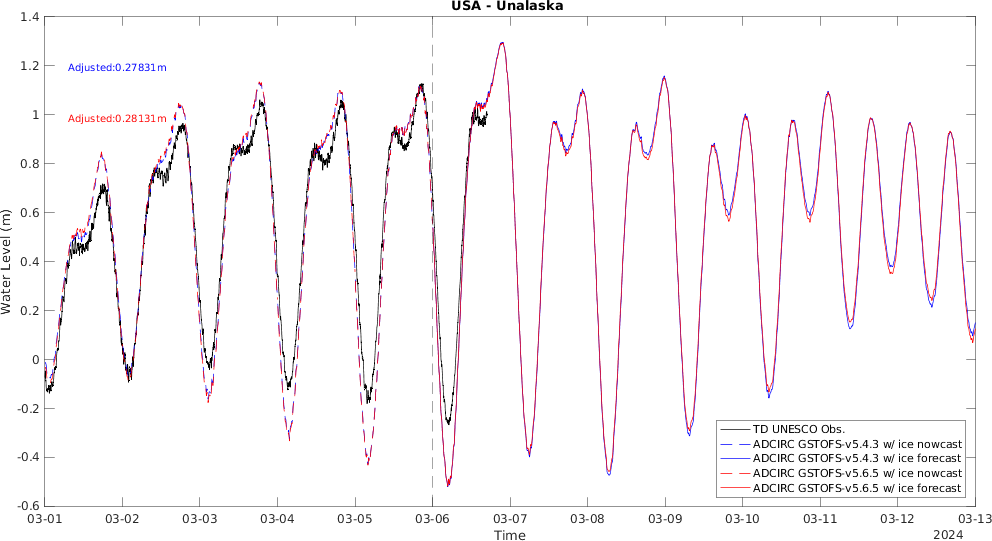 USA - Unalaska
1.4
1.2
1
0.8
0.6
0.4
0.2
0
-0.2
-0.4
-0.6
Water Level (m)
Adjusted:0.27831m
Adjusted:0.28131m
TD UNESCO Obs.
ADCIRC GSTOFS-v5.4.3 w/ ice nowcast
ADCIRC GSTOFS-v5.4.3 w/ ice forecast
ADCIRC GSTOFS-v5.6.5 w/ ice nowcast
ADCIRC GSTOFS-v5.6.5 w/ ice forecast
03-01 03-02 03-03 03-04 03-05 03-06 03-07 03-08 03-09 03-10 03-11 03-12 03-13
Time
2024